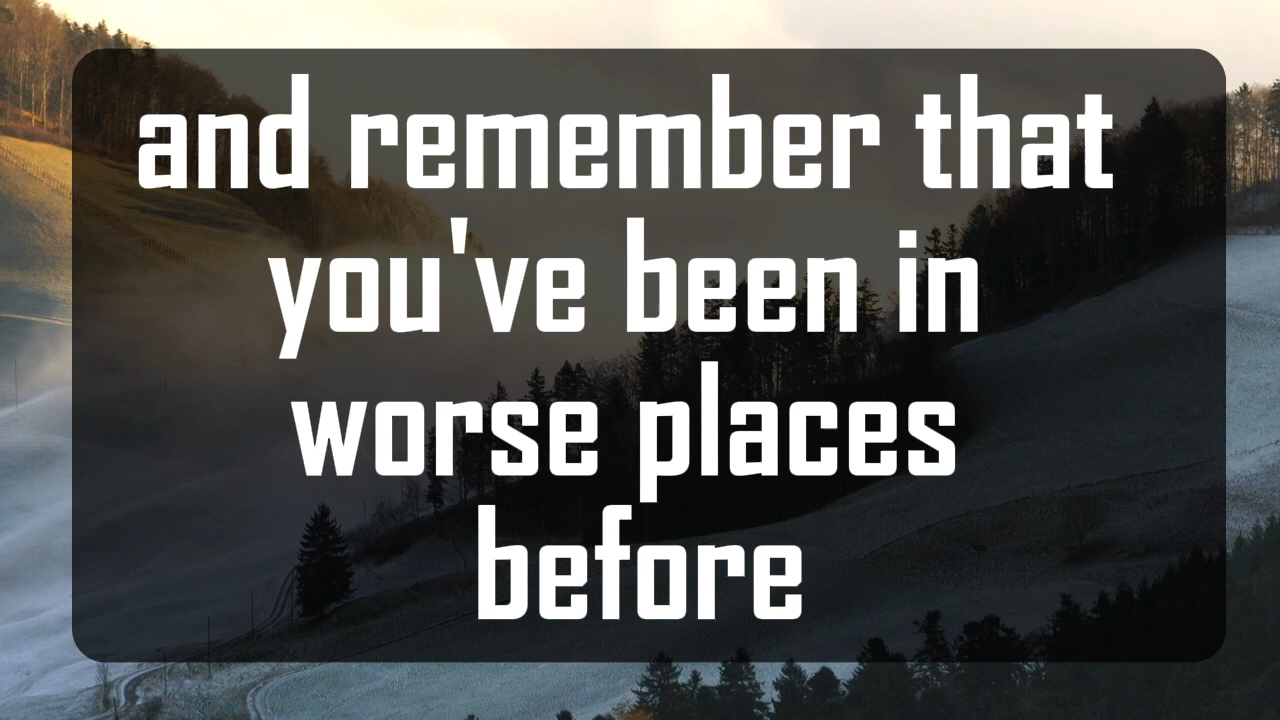 and remember that
you've been in
worse places
before